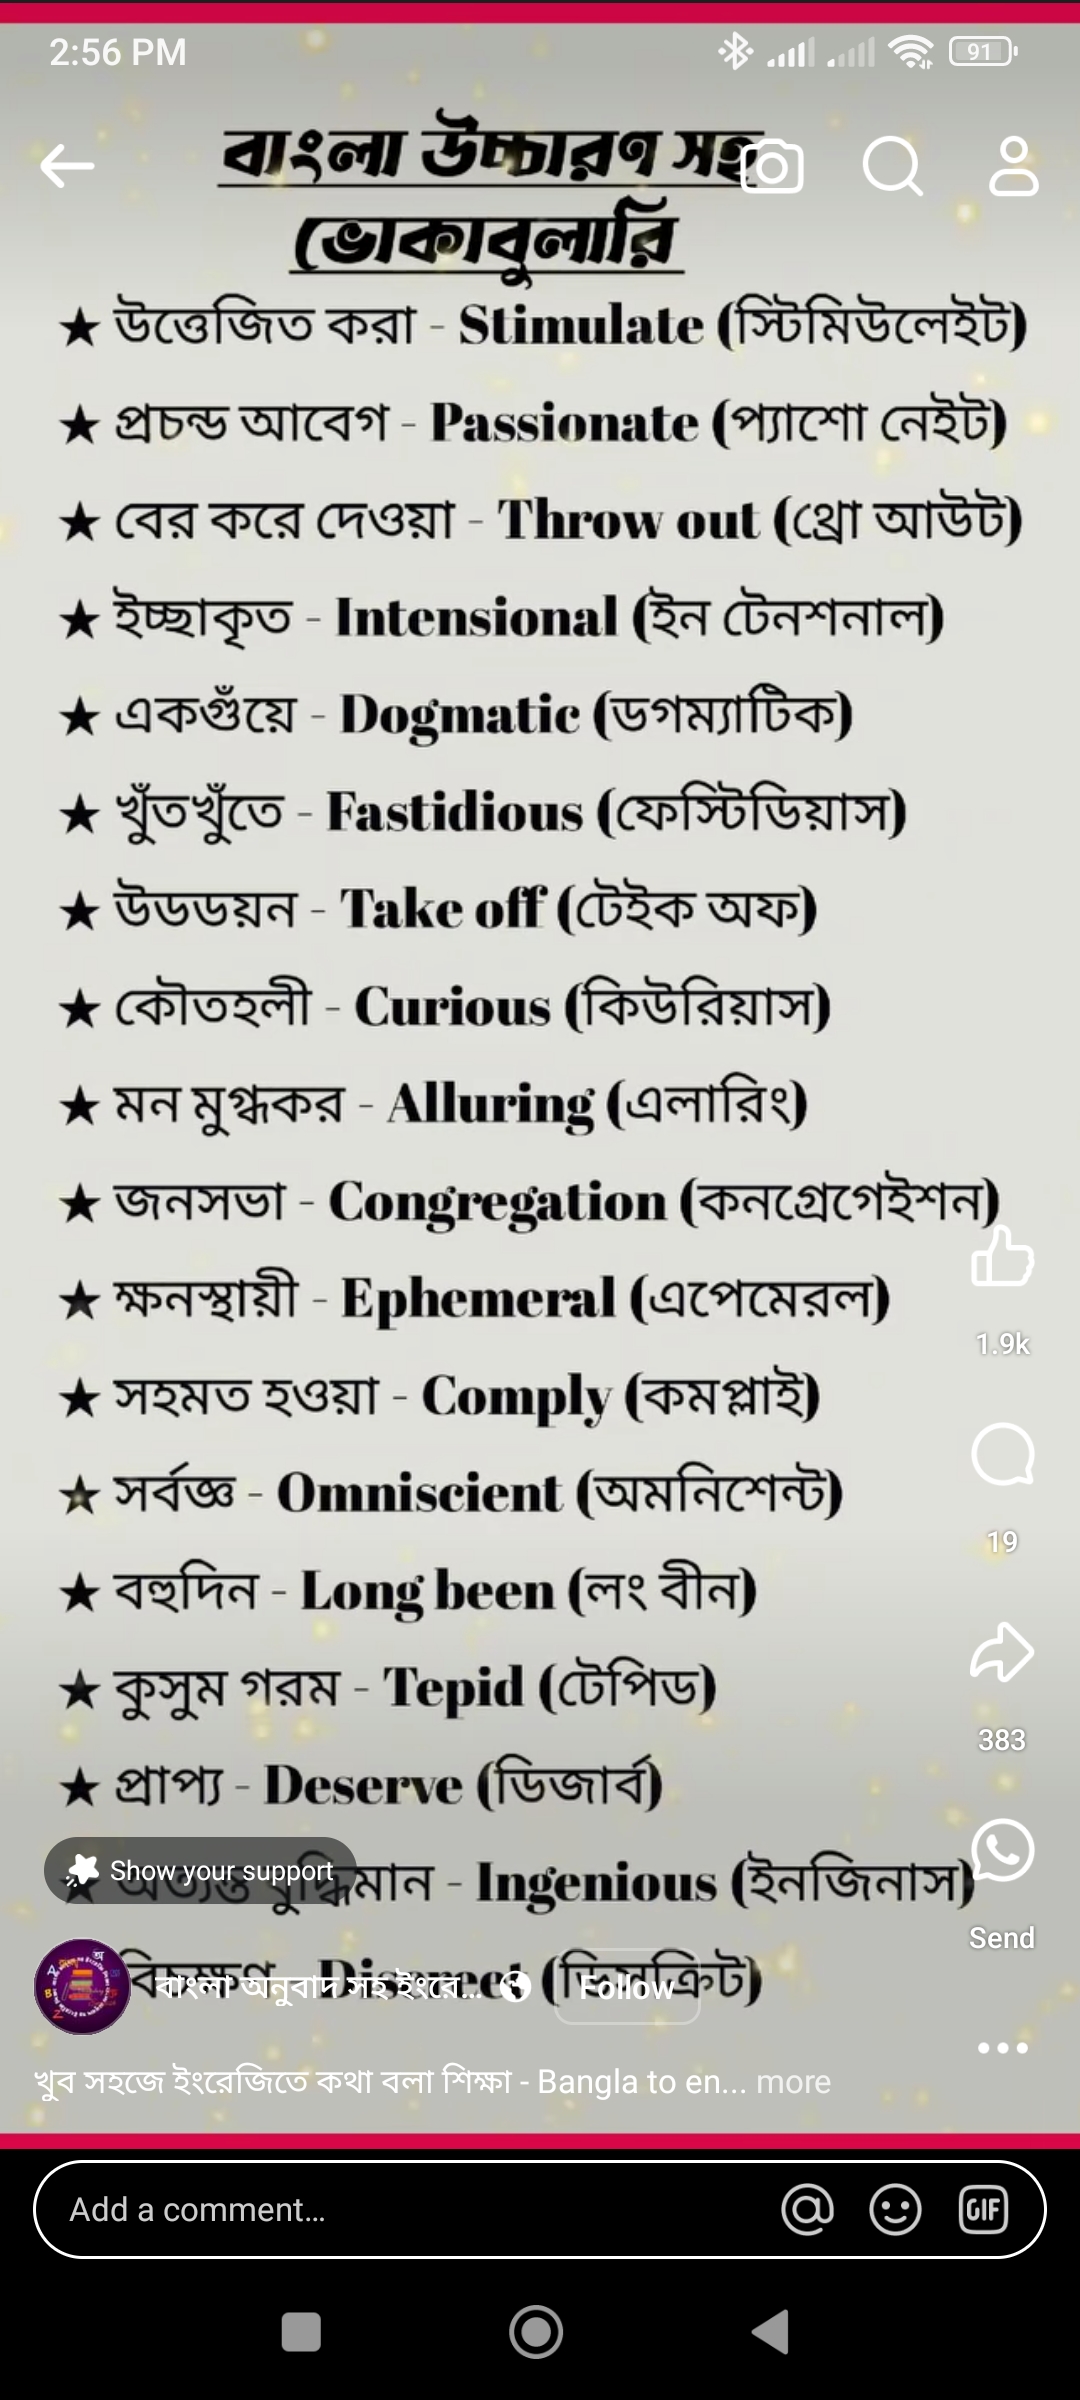 2:56 PM
91
বাংলা উচ্চারণ সহ
ভোকাবুলারি
★ উত্তেজিত করা - Stimulate (স্টিমিউলেইট)
★ প্রচন্ড আবেগ - Passionate (প্যাশো নেইট)
★ বের করে দেওয়া - Throw out (থ্রো আউট)
★ ইচ্ছাকৃত - Intensional (ইন টেনশনাল)
★ একগুঁয়ে - Dogmatic (ডগম্যাটিক)
★ খুঁতখুঁতে - Fastidious (ফেস্টিডিয়াস)
★ উডডয়ন - Take off (টেইক অফ)
★ কৌতহলী - Curious (কিউরিয়াস)
★ মন মুগ্ধকর - Alluring (এলারিং)
★ জনসভা - Congregation (কনগ্রেগেইশন)
★ ক্ষনস্থায়ী - Ephemeral (এপেমেরল)
1.9k
★ সহমত হওয়া - Comply (কমপ্লাই)
★ সর্বজ্ঞ - Omniscient (অমনিশেন্ট)
19
★ বহুদিন - Long been (লং বীন)
★ কুসুম গরম - Tepid (টেপিড)
383
★ প্রাপ্য - Deserve (ডিজার্ব)
Show your support
★ অত্যন্ত বুদ্ধিমান - Ingenious (ইনজিনাস)
Send
বিচক্ষণ - Discreet (ডিসক্রিট)
বাংলা অনুবাদ সহ ইংরে... Follow
খুব সহজে ইংরেজিতে কথা বলা শিক্ষা - Bangla to en... more
Add a comment...
GIF